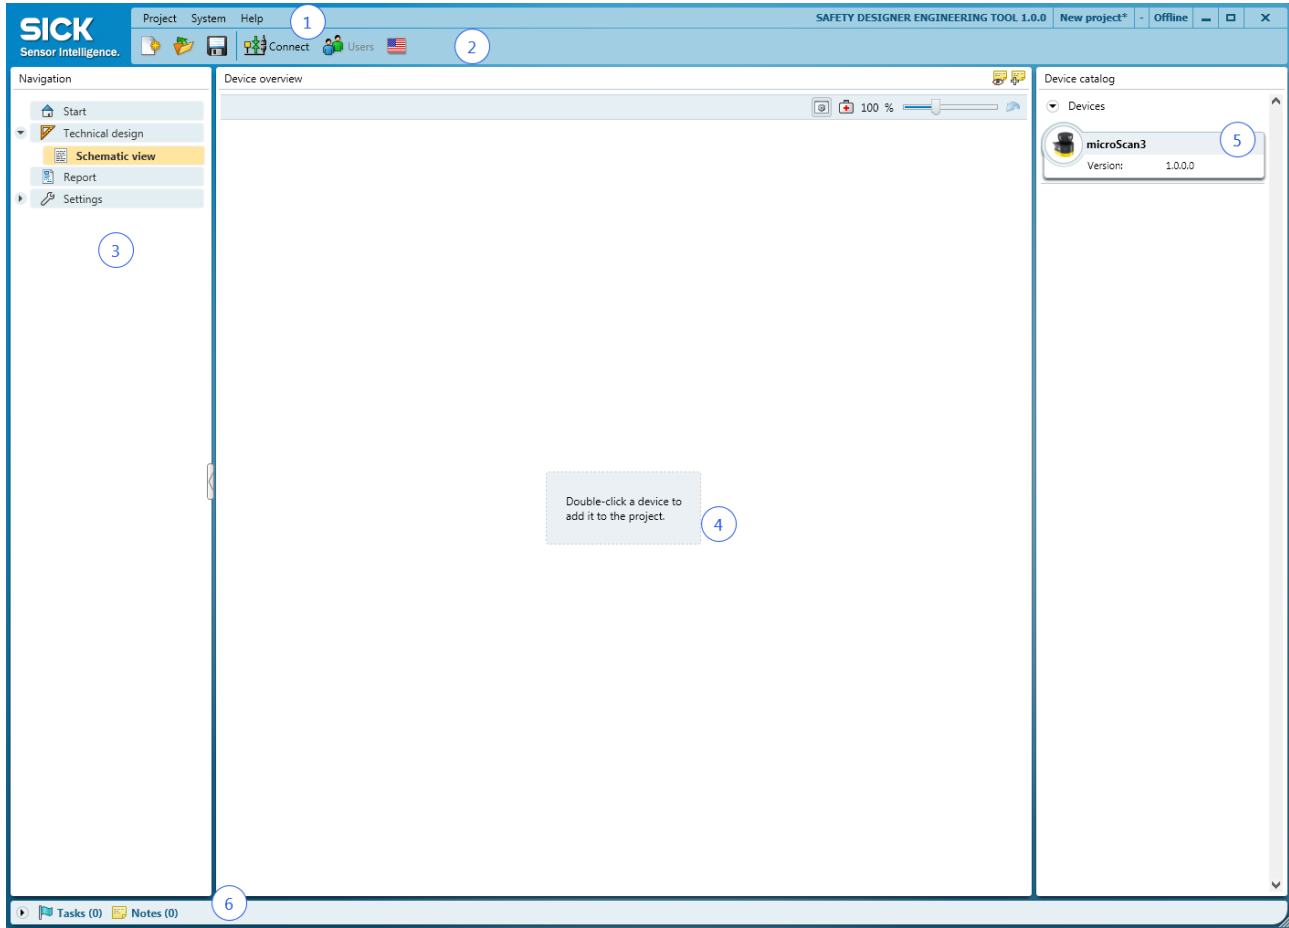 SICK
Sensor Intelligence.
Project System Help
1
SAFETY DESIGNER ENGINEERING TOOL 1.0.0 New project* - Offline
Connect Users
2
Navigation
Start
Technical design
Schematic view
Report
Settings
3
Device overview
100 %
Double-click a device to
add it to the project.
4
Device catalog
Devices
microScan3
Version: 1.0.0.0
5
Tasks (0) Notes (0)
6